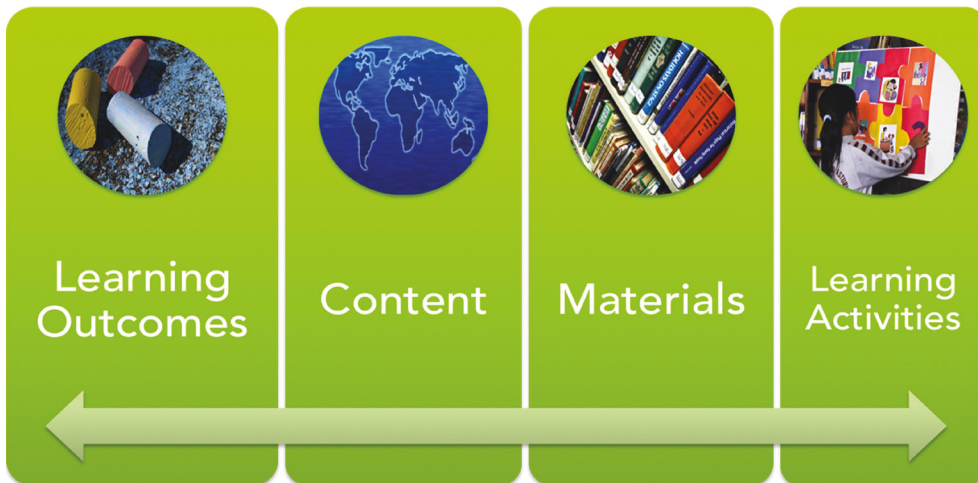 Learning
Outcomes
Content
Materials
Learning
Activities